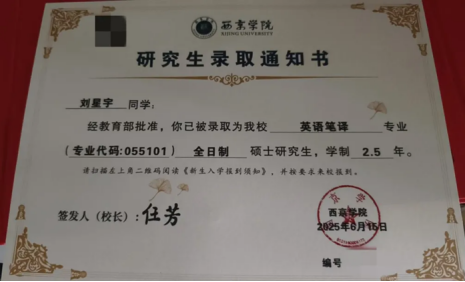 西京学院
XIJING UNIVERSITY
研究生录取通知书
刘星宇 同学：
经教育部批准，你已被录取为我校 英语笔译 专业
（专业代码:055101） 全日制 硕士研究生，学制 2.5 年。
请扫描左上角二维码阅读《新生入学报到须知》，并按要求来校报到。
签发人（校长）：任芳
西京学院
2025年6月15日
编号